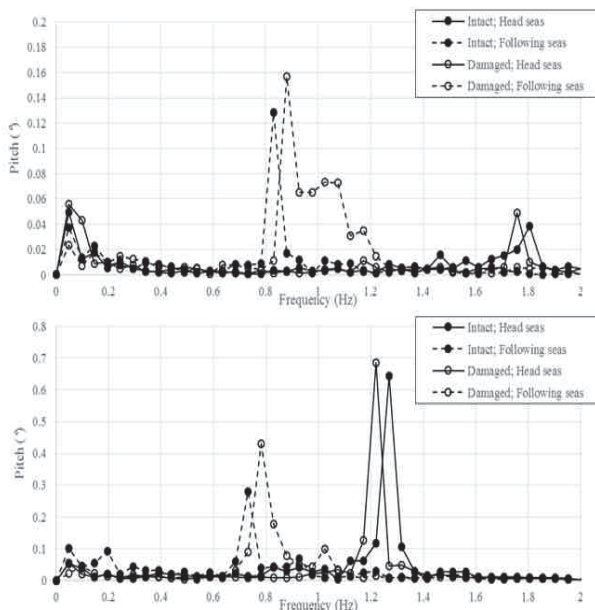 0.2
0.18
0.16
0.14
0.12
0.1
0.08
0.06
0.04
0.02
0
Pitch (°)
Intact; Head seas
Intact; Following seas
Damaged; Head seas
Damaged; Following seas
0 0.2 0.4 0.6 0.8 1 1.2 1.4 1.6 1.8 2
Frequency (Hz)
0.8
0.7
0.6
0.5
0.4
0.3
0.2
0.1
0
Pitch (°)
Intact; Head seas
Intact; Following seas
Damaged; Head seas
Damaged; Following seas
0 0.2 0.4 0.6 0.8 1 1.2 1.4 1.6 1.8 2
Frequency (Hz)